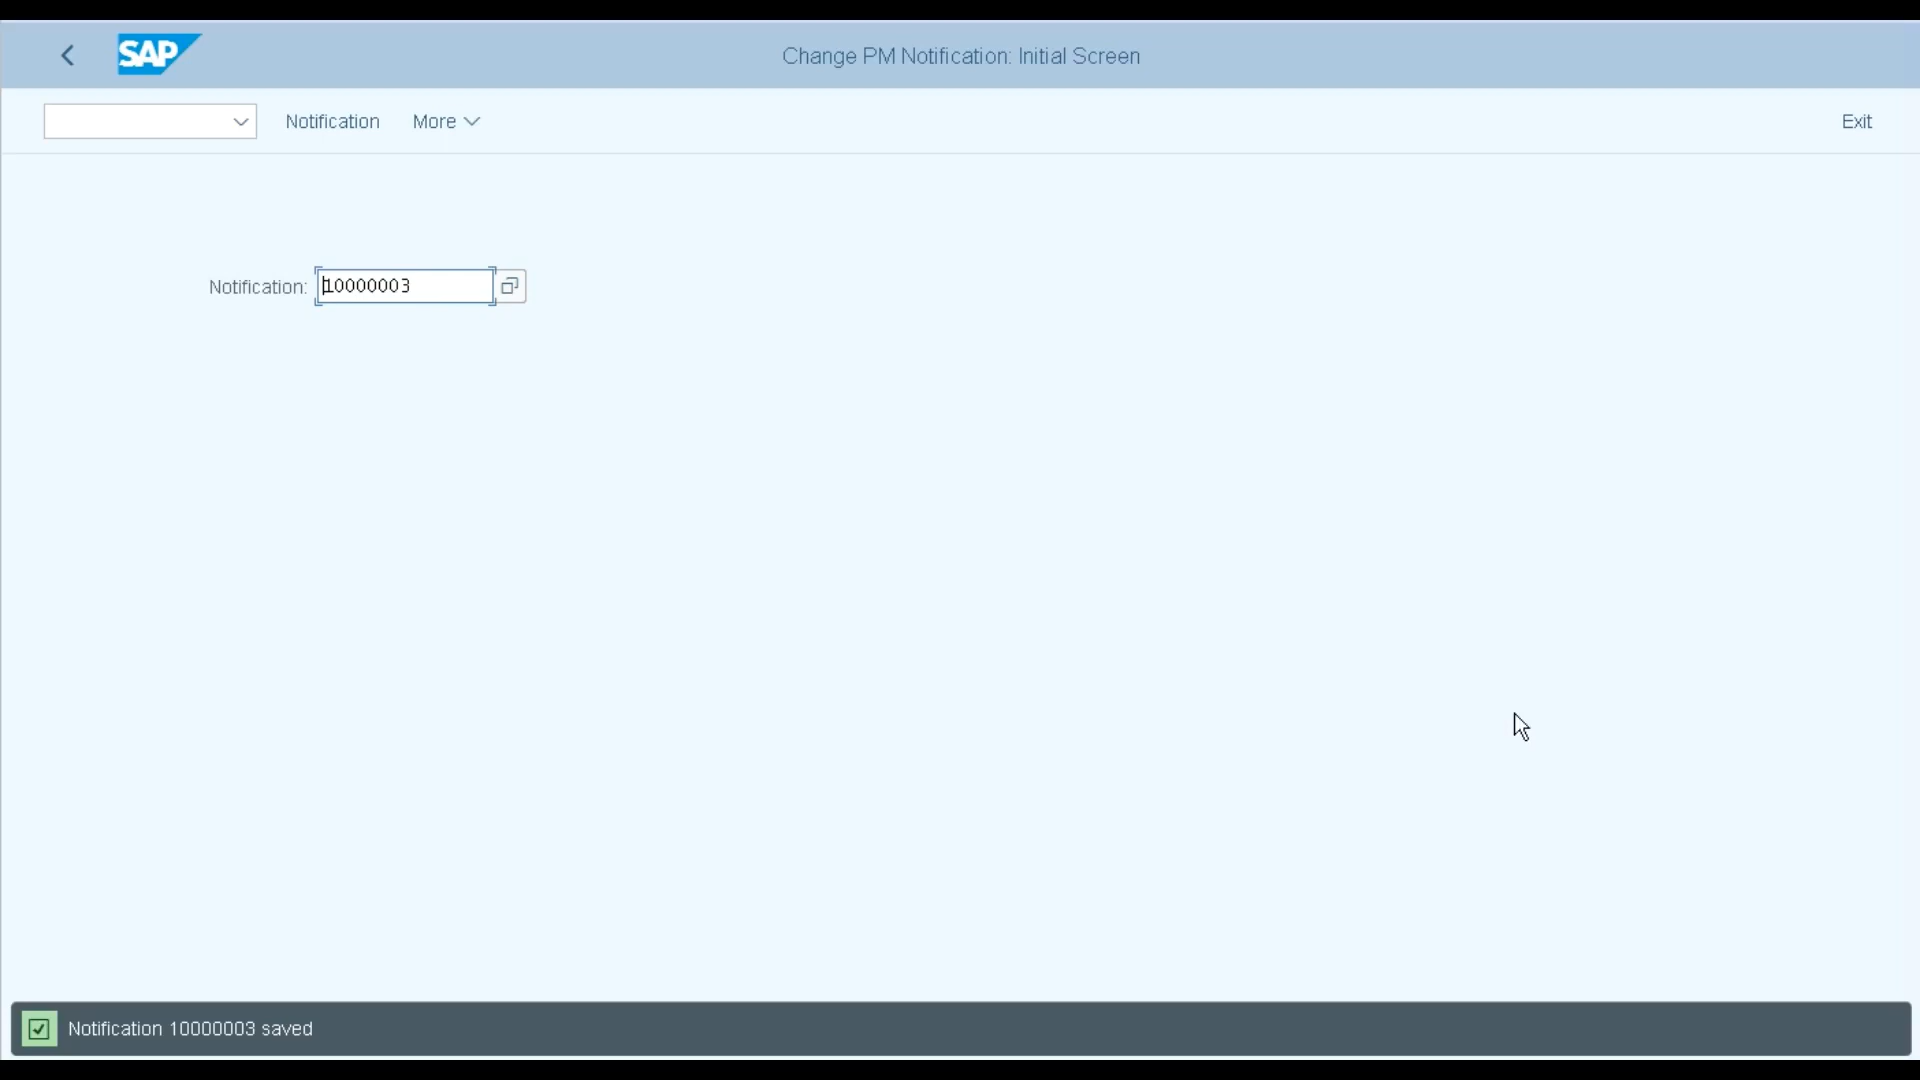 SAP
Change PM Notification: Initial Screen
Notification
More
Exit
Notification: 10000003
Notification 10000003 saved